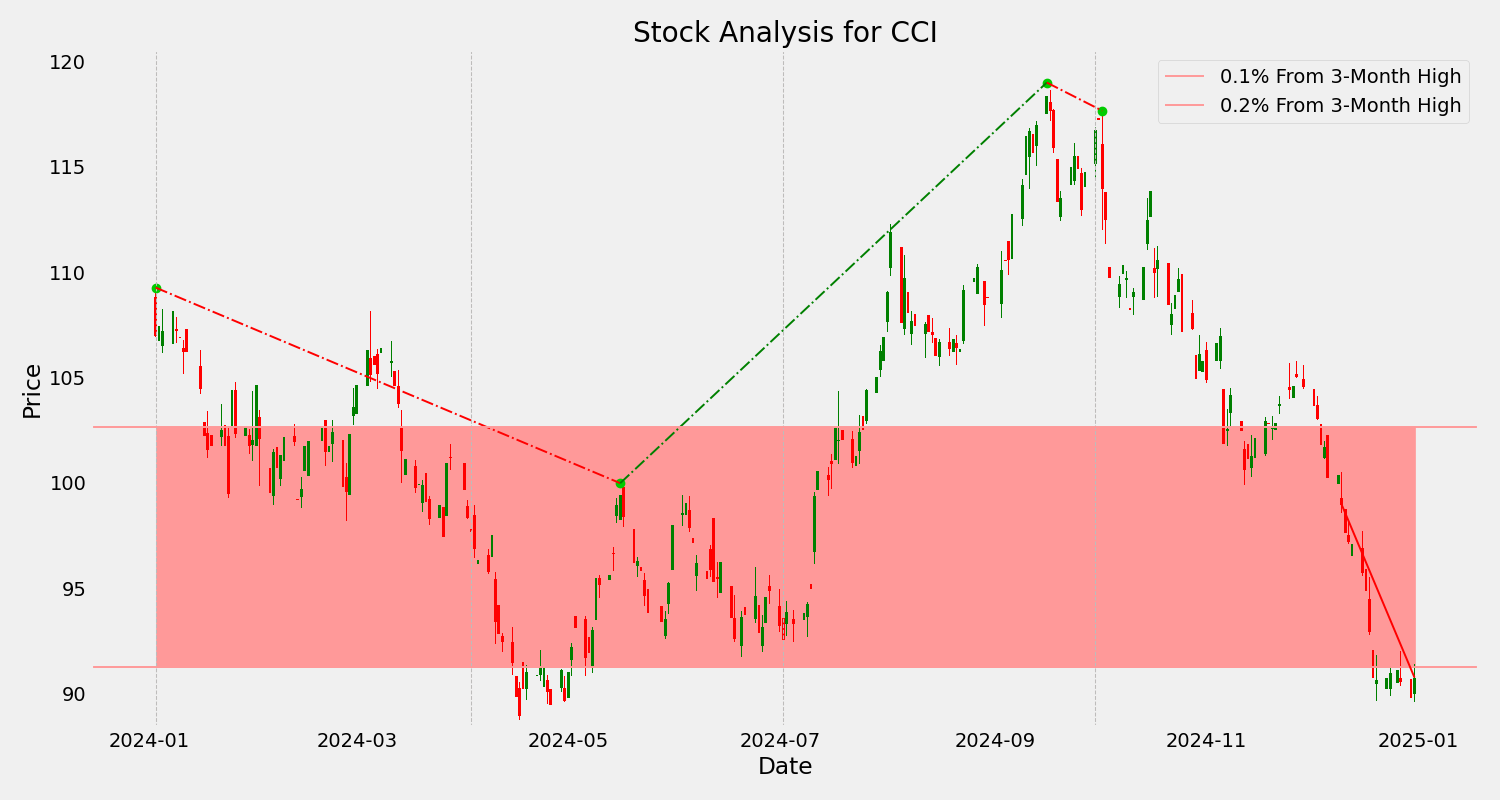 Stock Analysis for CCI
0.1% From 3-Month High
0.2% From 3-Month High
Price
120
115
110
105
100
95
90
2024-01
2024-03
2024-05
2024-07
2024-09
2024-11
2025-01
Date